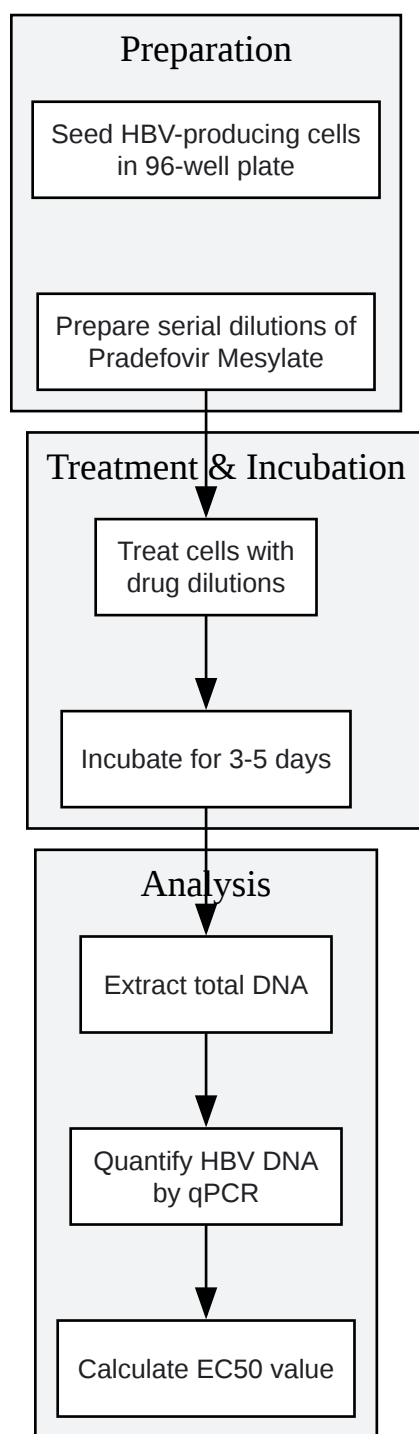 Preparation
Seed HBV-producing cells
in 96-well plate
Prepare serial dilutions of
Pradefovir Mesylate
Treatment & Incubation
Treat cells with
drug dilutions
Incubate for 3-5 days
Analysis
Extract total DNA
Quantify HBV DNA
by qPCR
Calculate EC50 value